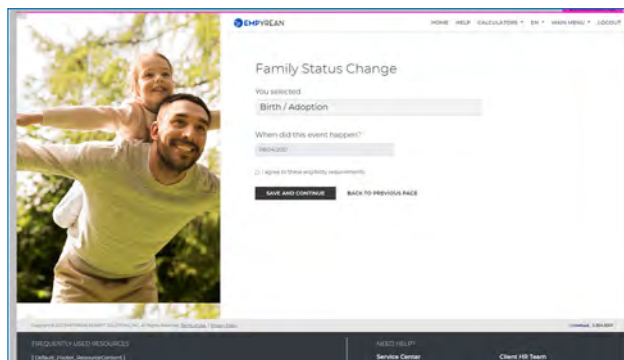 EMPYREAN
HOME HELP CALCULATORS EN MAIN MENU LOGOUT
Family Status Change
You selected
Birth / Adoption
When did this event happen?
I agree to these eligibility requirements
SAVE AND CONTINUE BACK TO PREVIOUS PAGE
FREQUENTLY USED RESOURCES
NEED HELP?
Service Center Client HR Team